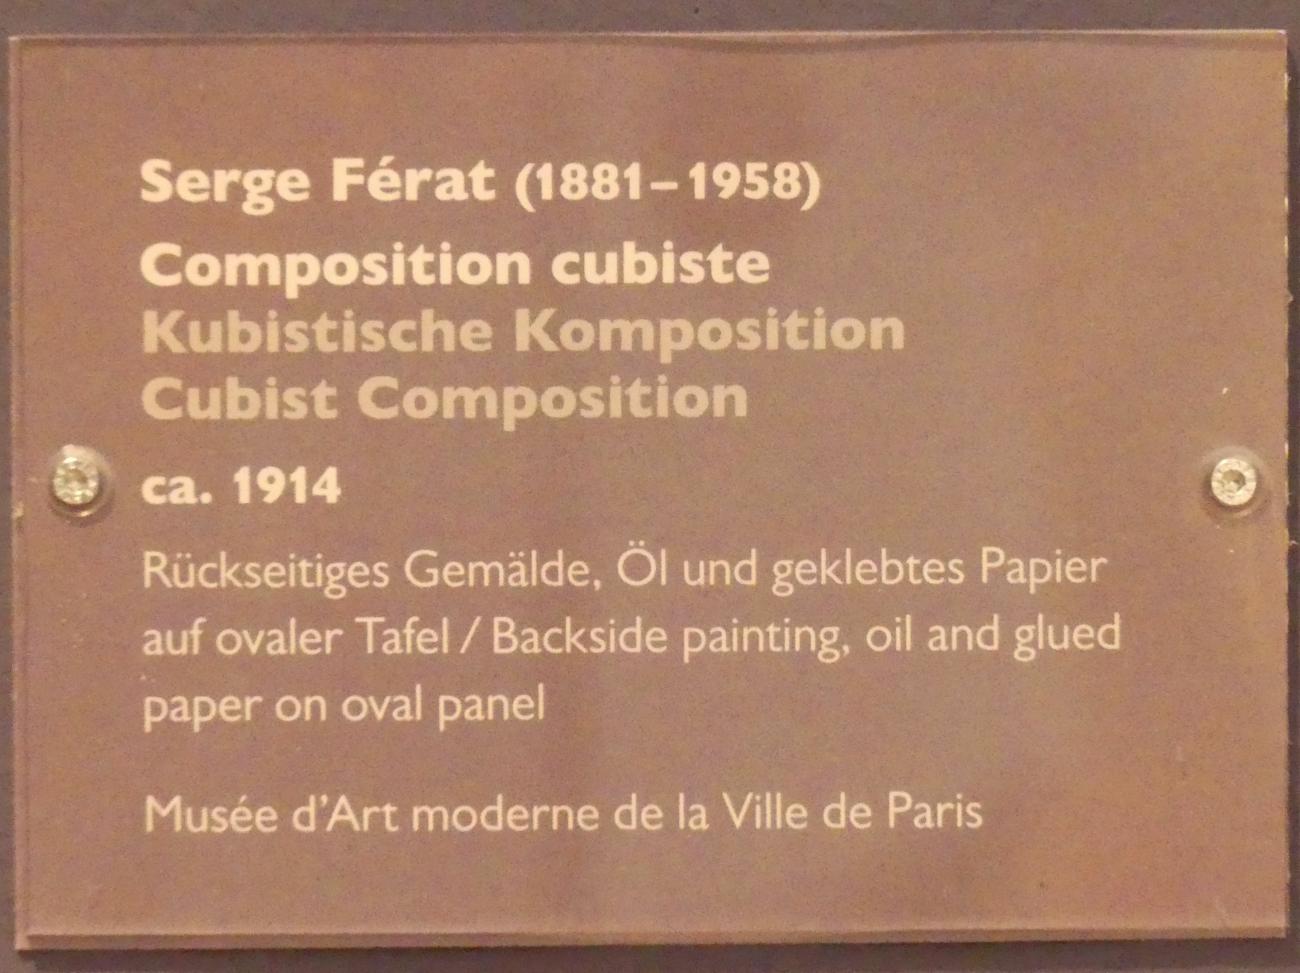 Serge Férat (1881–1958)
Composition cubiste
Kubistische Komposition
Cubist Composition
ca. 1914
Rückseitiges Gemälde, Öl und geklebtes Papier
auf ovaler Tafel / Backside painting, oil and glued
paper on oval panel
Musée d’Art moderne de la Ville de Paris